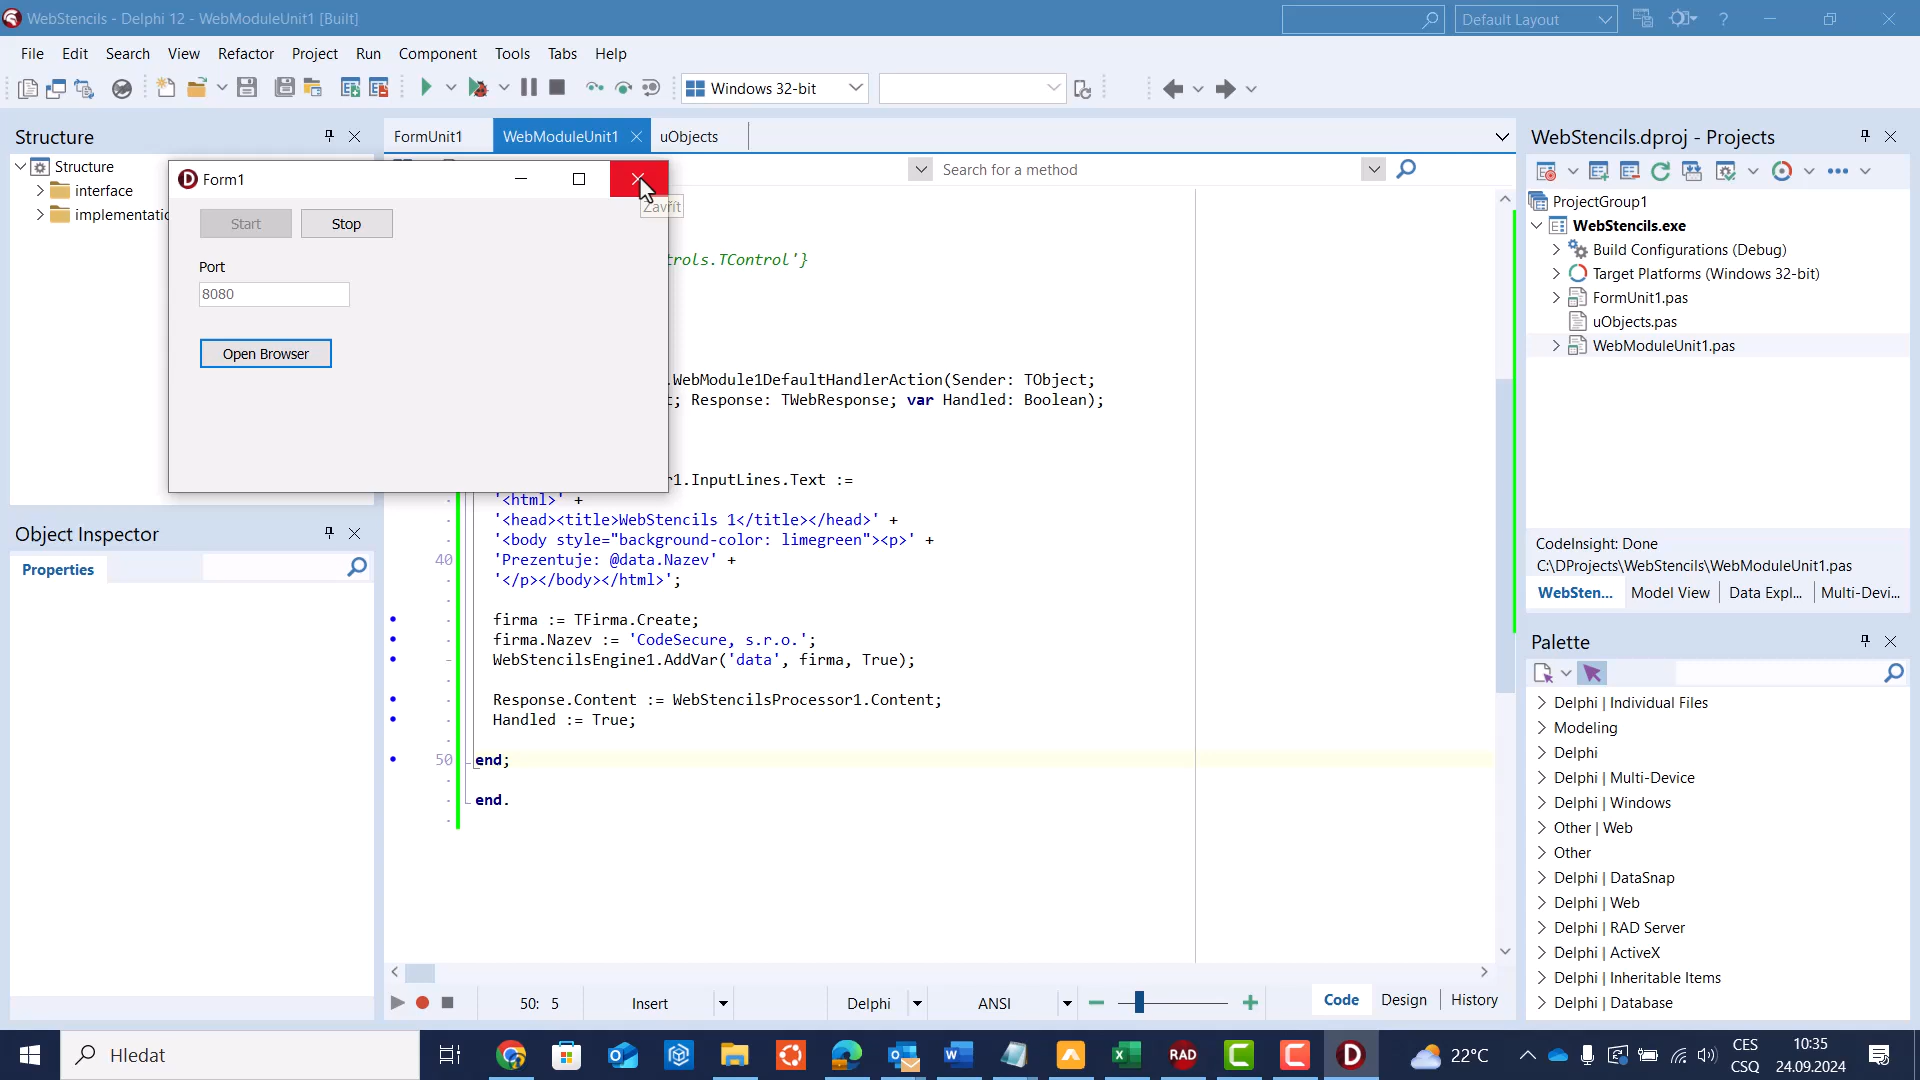 WebStencils - Delphi 12 - WebModuleUnit1 [Built]
Default Layout
?
File Edit Search View Refactor Project Run Component Tools Tabs Help
Windows 32-bit
Structure
Structure
interface
implementatio
FormUnit1
WebModuleUnit1
uObjects
Search for a method
Form1
Zavřít
Start
Stop
Port
8080
Open Browser
trols.TControl'}
.WebModule1DefaultHandlerAction(Sender: TObject;
t; Response: TWebResponse; var Handled: Boolean);
r1.InputLines.Text :=
'<html>' +
'<head><title>WebStencils 1</title></head>' +
'<body style="background-color: limegreen"><p>' +
40 'Prezentuje: @data.Nazev' +
'</p></body></html>';
firma := TFirma.Create;
firma.Nazev := 'CodeSecure, s.r.o.';
WebStencilsEngine1.AddVar('data', firma, True);
Response.Content := WebStencilsProcessor1.Content;
Handled := True;
50 end;
end.
50: 5
Insert
Delphi
ANSI
Code
Design
History
Object Inspector
Properties
WebStencils.dproj - Projects
ProjectGroup1
WebStencils.exe
Build Configurations (Debug)
Target Platforms (Windows 32-bit)
FormUnit1.pas
uObjects.pas
WebModuleUnit1.pas
CodeInsight: Done
C:\DProjects\WebStencils\WebModuleUnit1.pas
WebSten...
Model View
Data Expl...
Multi-Devi...
Palette
Delphi | Individual Files
Modeling
Delphi
Delphi | Multi-Device
Delphi | Windows
Other | Web
Other
Delphi | DataSnap
Delphi | Web
Delphi | RAD Server
Delphi | ActiveX
Delphi | Inheritable Items
Delphi | Database
Hledat
RAD
22°C
CES
CSQ
10:35
24.09.2024